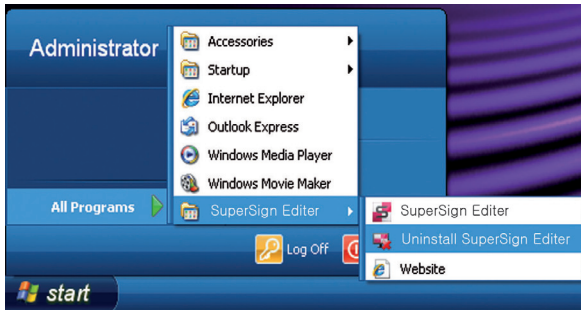 Administrator
Accessories
Startup
Internet Explorer
Outlook Express
Windows Media Player
Windows Movie Maker
SuperSign Editer
All Programs
SuperSign Editer
Uninstall SuperSign Editer
Website
Log Off
start